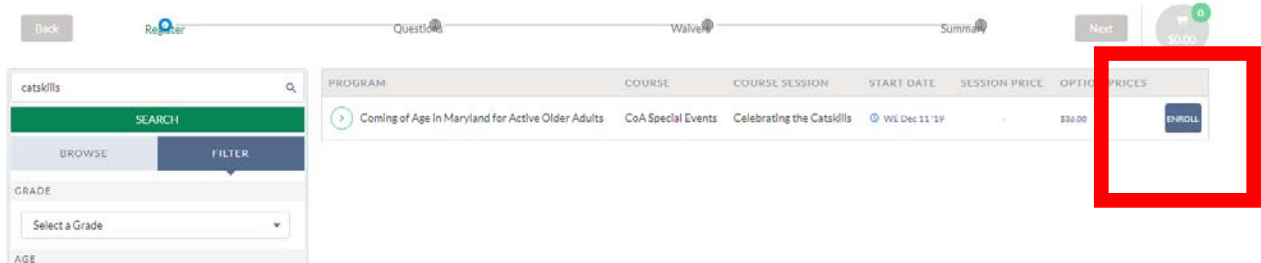 Back Register Questions Waiver Summary Next 0 $0.00
catskills
SEARCH
BROWSE FILTER
GRADE
Select a Grade
AGE
PROGRAM COURSE COURSE SESSION START DATE SESSION PRICE OPTION PRICES
Coming of Age in Maryland for Active Older Adults CoA Special Events Celebrating the Catskills WE Dec 11 '19 - $36.00 ENROLL